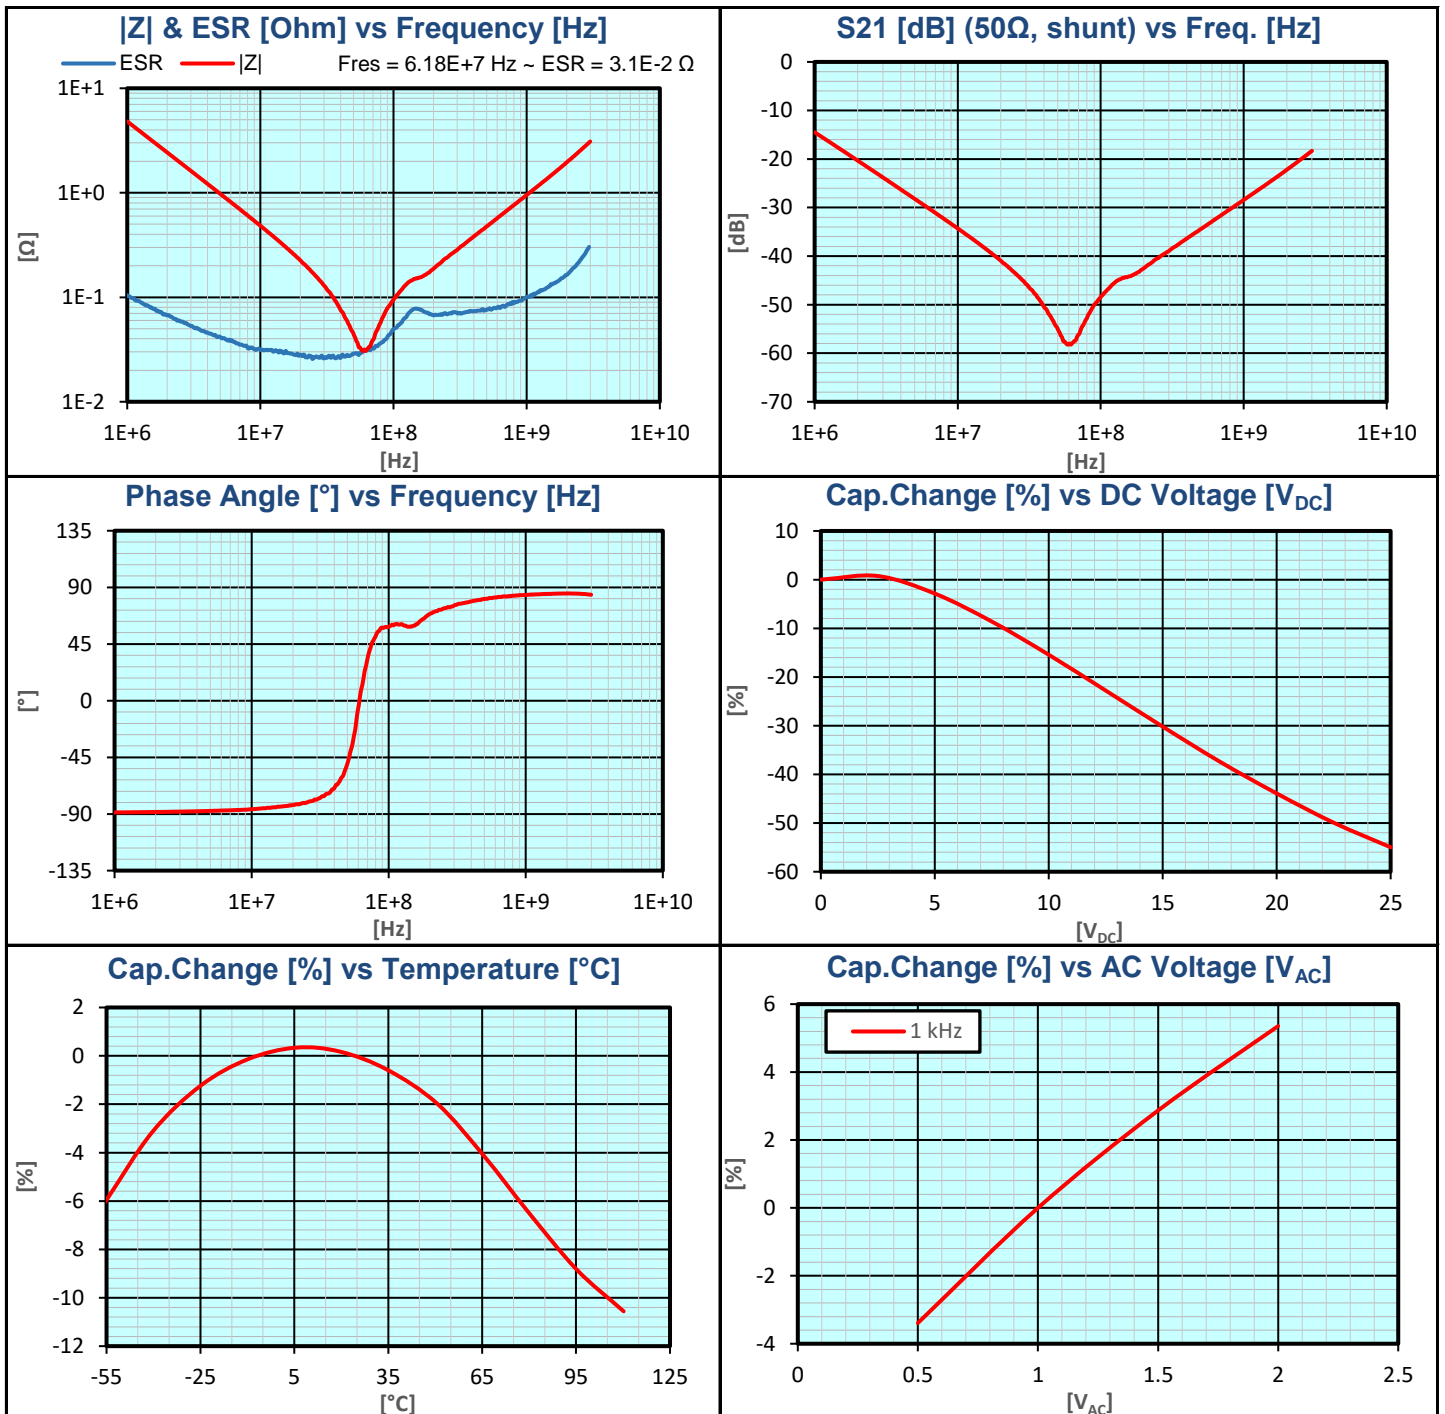 |Z| & ESR [Ohm] vs Frequency [Hz]
ESR |Z| Fres = 6.18E+7 Hz ~ ESR = 3.1E-2 Ω
1E+1
1E+0
1E-1
1E-2
[Ω]
1E+6 1E+7 1E+8 1E+9 1E+10
[Hz]
S21 [dB] (50Ω, shunt) vs Freq. [Hz]
0
-10
-20
-30
-40
-50
-60
-70
[dB]
1E+6 1E+7 1E+8 1E+9 1E+10
[Hz]
Phase Angle [°] vs Frequency [Hz]
135
90
45
0
-45
-90
-135
[°]
1E+6 1E+7 1E+8 1E+9 1E+10
[Hz]
Cap.Change [%] vs DC Voltage [VDC]
10
0
-10
-20
-30
-40
-50
-60
[%]
0 5 10 15 20 25
[VDC]
Cap.Change [%] vs Temperature [°C]
2
0
-2
-4
-6
-8
-10
-12
[%]
-55 -25 5 35 65 95 125
[°C]
Cap.Change [%] vs AC Voltage [VAC]
1 kHz
6
4
2
0
-2
-4
[%]
0 0.5 1 1.5 2 2.5
[VAC]